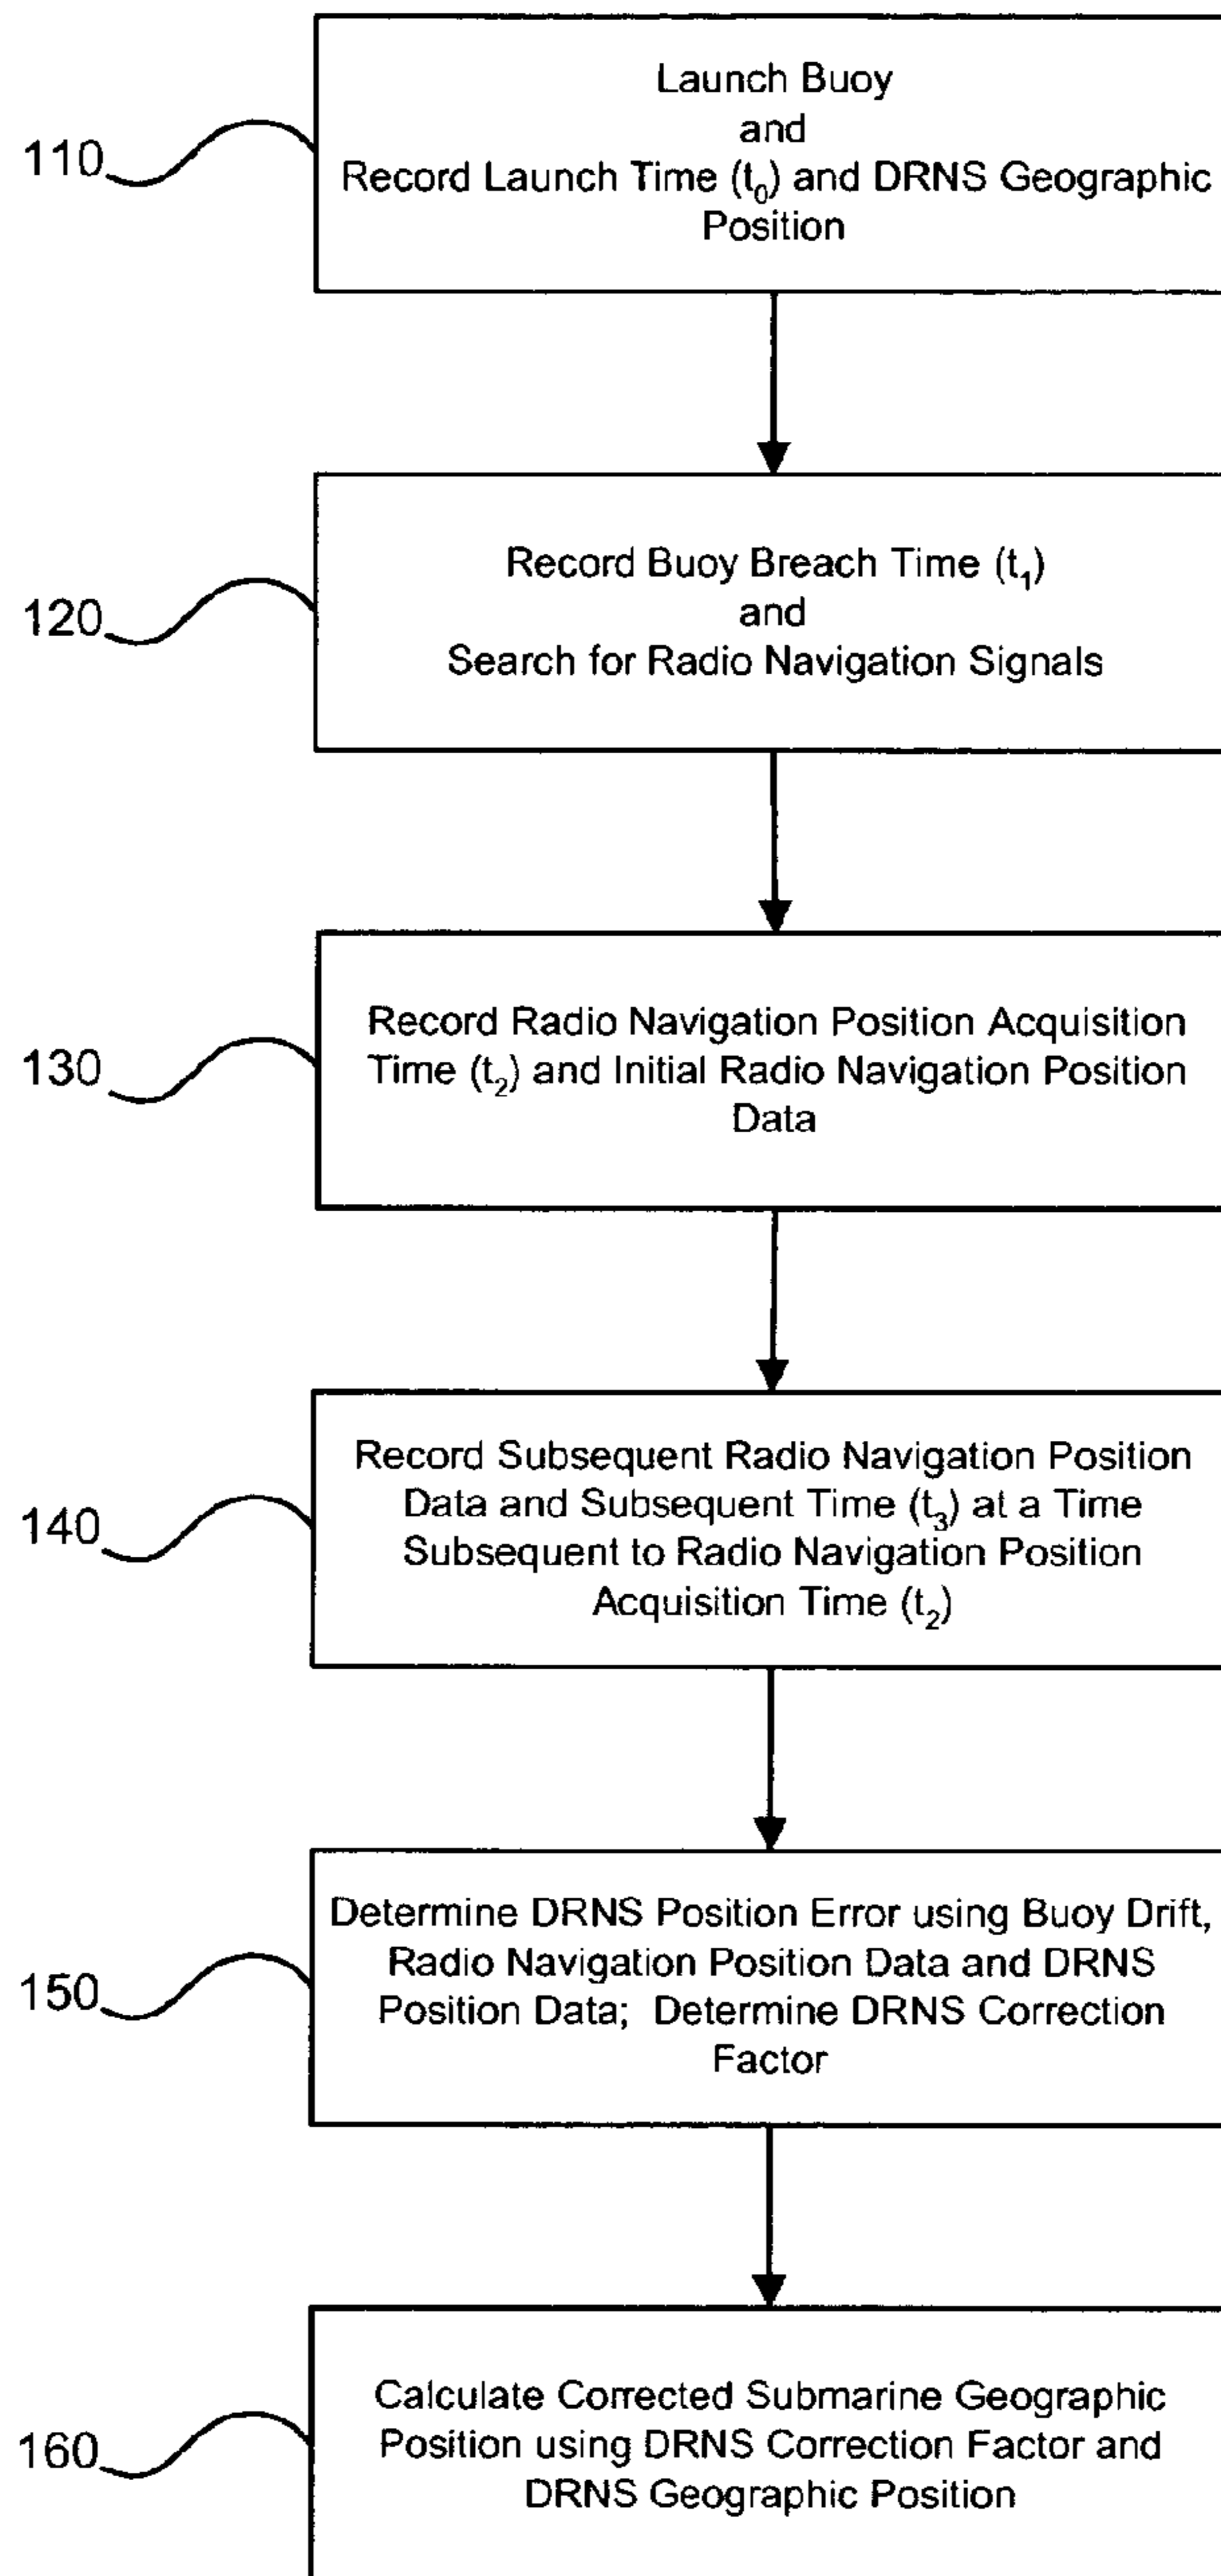 110
Launch Buoy
and
Record Launch Time (t₀) and DRNS Geographic
Position
120
Record Buoy Breach Time (t₁)
and
Search for Radio Navigation Signals
130
Record Radio Navigation Position Acquisition
Time (t₂) and Initial Radio Navigation Position
Data
140
Record Subsequent Radio Navigation Position
Data and Subsequent Time (t₃) at a Time
Subsequent to Radio Navigation Position
Acquisition Time (t₂)
150
Determine DRNS Position Error using Buoy Drift,
Radio Navigation Position Data and DRNS
Position Data; Determine DRNS Correction
Factor
160
Calculate Corrected Submarine Geographic
Position using DRNS Correction Factor and
DRNS Geographic Position